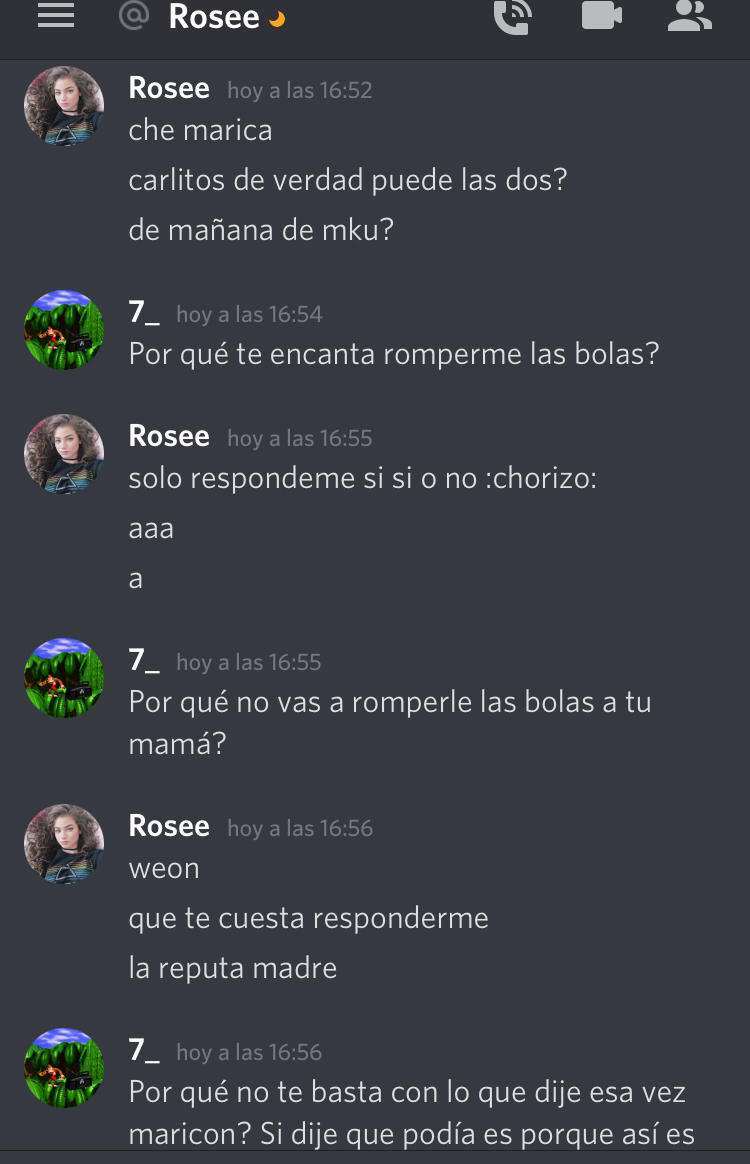 @ Rosee
Rosee hoy a las 16:52
che marica
carlitos de verdad puede las dos?
de mañana de mku?
7_ hoy a las 16:54
Por qué te encanta romperme las bolas?
Rosee hoy a las 16:55
solo respondeme si si o no :chorizo:
aaa
a
7_ hoy a las 16:55
Por qué no vas a romperle las bolas a tu
mamá?
Rosee hoy a las 16:56
weon
que te cuesta responderme
la reputa madre
7_ hoy a las 16:56
Por qué no te basta con lo que dije esa vez
maricon? Si dije que podía es porque así es